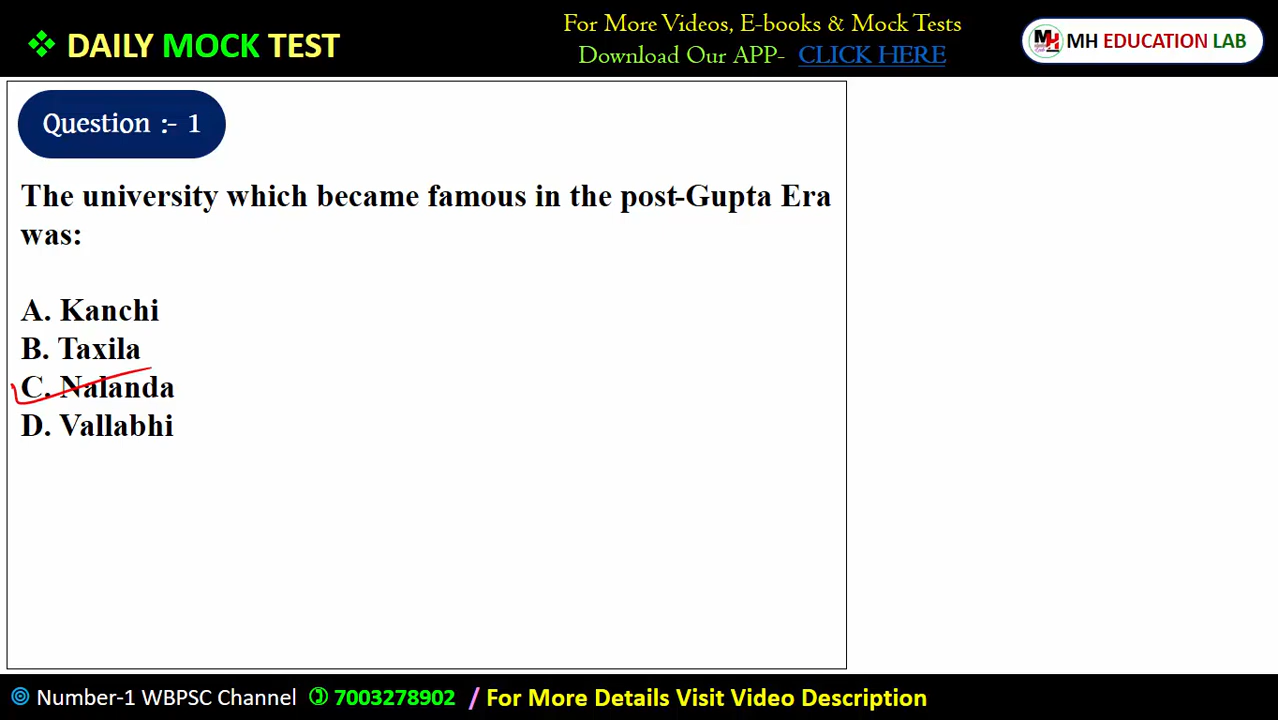 DAILY MOCK TEST
For More Videos, E-books & Mock Tests
Download Our APP- CLICK HERE
MH EDUCATION LAB
Question :- 1
The university which became famous in the post-Gupta Era
was:
A. Kanchi
B. Taxila
C. Nalanda
D. Vallabhi
Number-1 WBPSC Channel 7003278902 / For More Details Visit Video Description